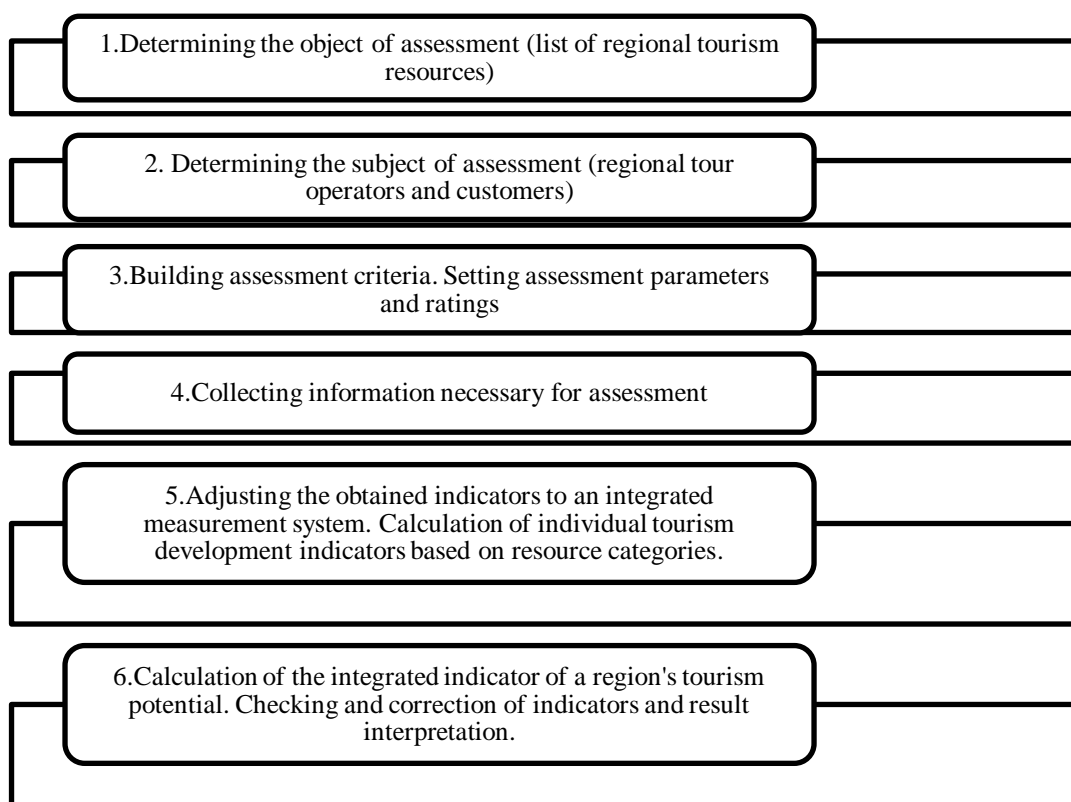 1.Determining the object of assessment (list of regional tourism
resources)
2. Determining the subject of assessment (regional tour
operators and customers)
3.Building assessment criteria. Setting assessment parameters
and ratings
4.Collecting information necessary for assessment
5.Adjusting the obtained indicators to an integrated
measurement system. Calculation of individual tourism
development indicators based on resource categories.
6.Calculation of the integrated indicator of a region's tourism
potential. Checking and correction of indicators and result
interpretation.